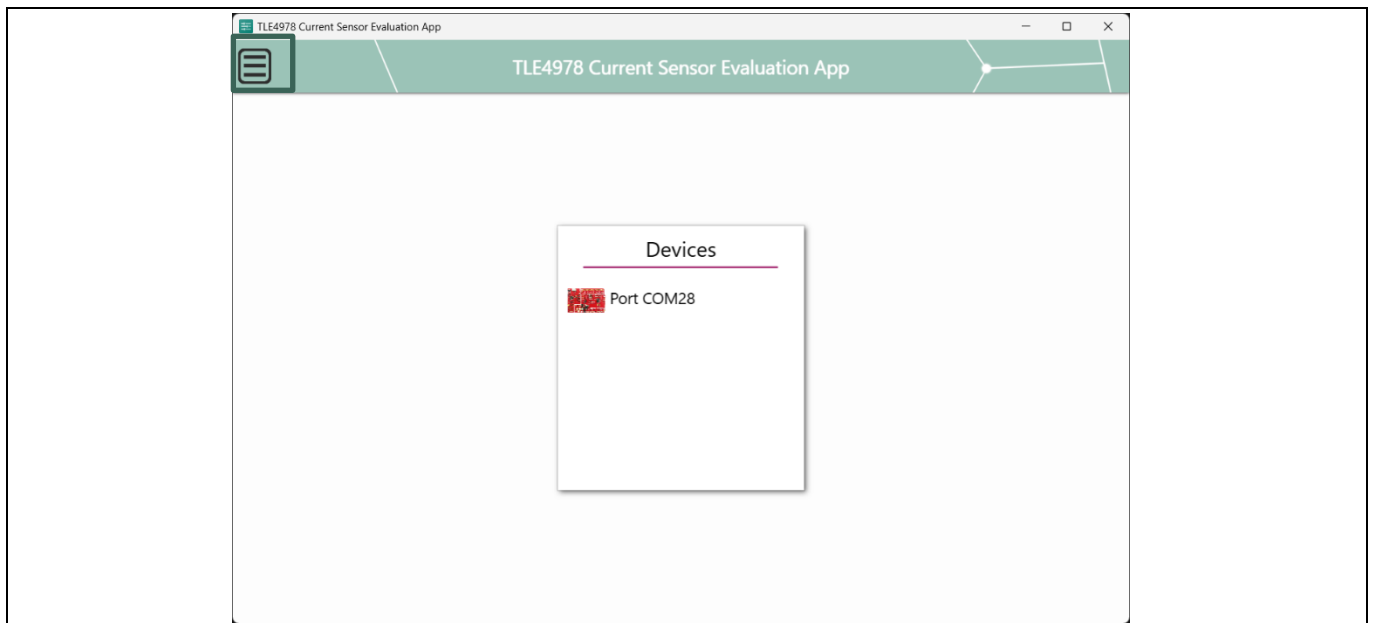 TLE4978 Current Sensor Evaluation App
TLE4978 Current Sensor Evaluation App
Devices
Port COM28